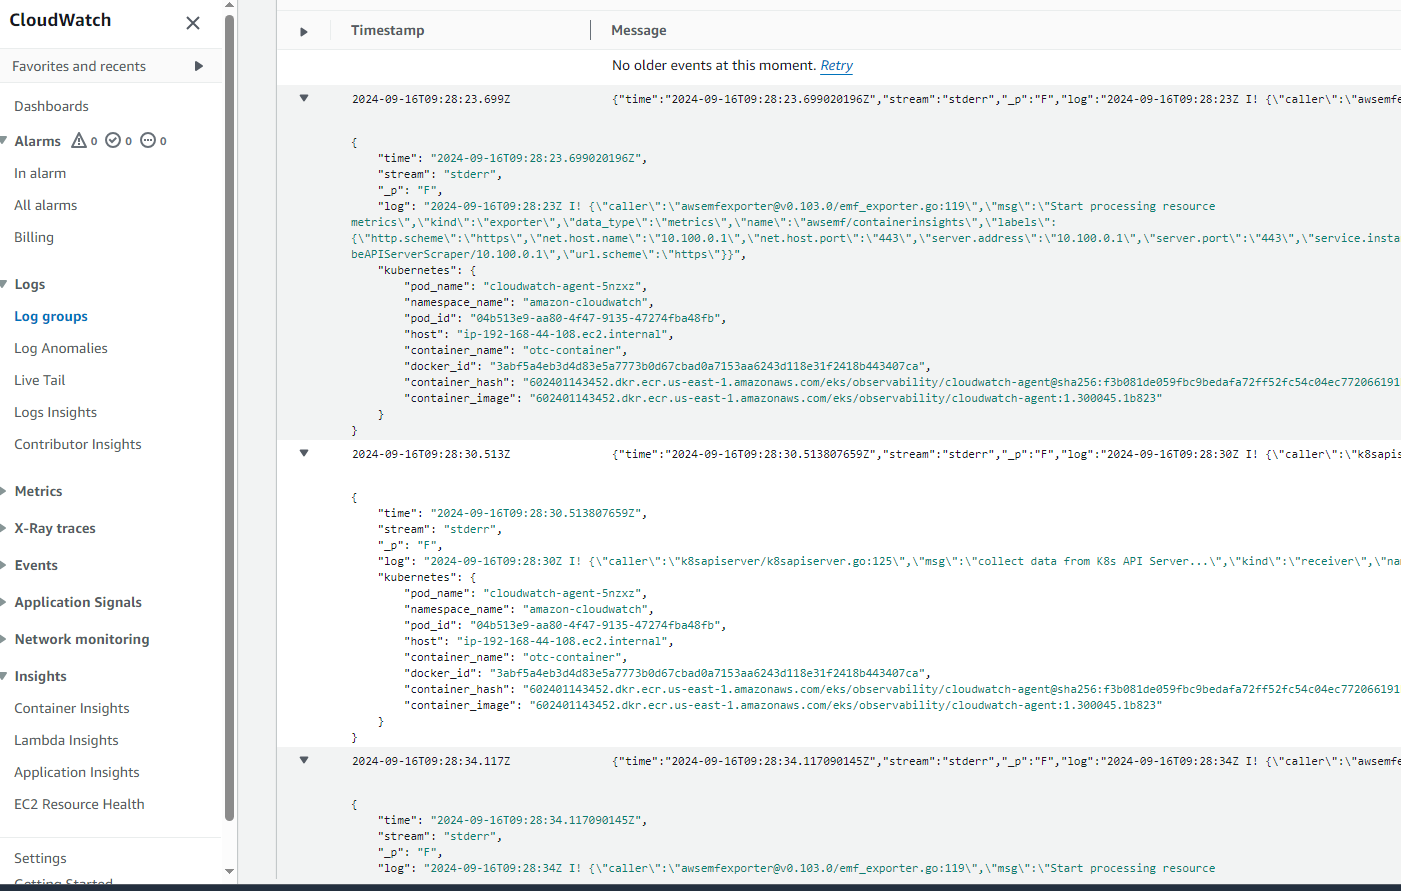 CloudWatch
Favorites and recents
Dashboards
Alarms 0 0 0
In alarm
All alarms
Billing
Logs
Log groups
Log Anomalies
Live Tail
Logs Insights
Contributor Insights
Metrics
X-Ray traces
Events
Application Signals
Network monitoring
Insights
Container Insights
Lambda Insights
Application Insights
EC2 Resource Health
Settings
Getting Started
Timestamp Message
No older events at this moment. Retry
2024-09-16T09:28:23.699Z {"time":"2024-09-16T09:28:23.699020196Z","stream":"stderr","_p":"F","log":"2024-09-16T09:28:23Z I! {\"caller\":\"awsemfe
{
"time": "2024-09-16T09:28:23.699020196Z",
"stream": "stderr",
"_p": "F",
"log": "2024-09-16T09:28:23Z I! {\"caller\":\"awsemfexporter@v0.103.0/emf_exporter.go:119\",\"msg\":\"Start processing resource
metrics\",\"kind\":\"exporter\",\"data_type\":\"metrics\",\"name\":\"awsemf/containerinsights\",\"labels\":
{\"http.scheme\":\"https\",\"net.host.name\":\"10.100.0.1\",\"net.host.port\":\"443\",\"server.address\":\"10.100.0.1\",\"server.port\":\"443\",\"service.insta
beAPIServerScraper/10.100.0.1\",\"url.scheme\":\"https\"}}",
"kubernetes": {
"pod_name": "cloudwatch-agent-5nzxz",
"namespace_name": "amazon-cloudwatch",
"pod_id": "04b513e9-aa80-4f47-9135-47274fba48fb",
"host": "ip-192-168-44-108.ec2.internal",
"container_name": "otc-container",
"docker_id": "3abf5a4eb3d4d83e5a7773b0d67cbad0a7153aa6243d118e31f2418b443407ca",
"container_hash": "602401143452.dkr.ecr.us-east-1.amazonaws.com/eks/observability/cloudwatch-agent@sha256:f3b081de059fbc9bedafa72ff52fc54c04ec772066191
"container_image": "602401143452.dkr.ecr.us-east-1.amazonaws.com/eks/observability/cloudwatch-agent:1.300045.1b823"
}
}
2024-09-16T09:28:30.513Z {"time":"2024-09-16T09:28:30.513807659Z","stream":"stderr","_p":"F","log":"2024-09-16T09:28:30Z I! {\"caller\":\"k8sapis
{
"time": "2024-09-16T09:28:30.513807659Z",
"stream": "stderr",
"_p": "F",
"log": "2024-09-16T09:28:30Z I! {\"caller\":\"k8sapiserver/k8sapiserver.go:125\",\"msg\":\"collect data from K8s API Server...\",\"kind\":\"receiver\",\"na
"kubernetes": {
"pod_name": "cloudwatch-agent-5nzxz",
"namespace_name": "amazon-cloudwatch",
"pod_id": "04b513e9-aa80-4f47-9135-47274fba48fb",
"host": "ip-192-168-44-108.ec2.internal",
"container_name": "otc-container",
"docker_id": "3abf5a4eb3d4d83e5a7773b0d67cbad0a7153aa6243d118e31f2418b443407ca",
"container_hash": "602401143452.dkr.ecr.us-east-1.amazonaws.com/eks/observability/cloudwatch-agent@sha256:f3b081de059fbc9bedafa72ff52fc54c04ec772066191
"container_image": "602401143452.dkr.ecr.us-east-1.amazonaws.com/eks/observability/cloudwatch-agent:1.300045.1b823"
}
}
2024-09-16T09:28:34.117Z {"time":"2024-09-16T09:28:34.117090145Z","stream":"stderr","_p":"F","log":"2024-09-16T09:28:34Z I! {\"caller\":\"awsemfe
{
"time": "2024-09-16T09:28:34.117090145Z",
"stream": "stderr",
"_p": "F",
"log": "2024-09-16T09:28:34Z I! {\"caller\":\"awsemfexporter@v0.103.0/emf_exporter.go:119\",\"msg\":\"Start processing resource